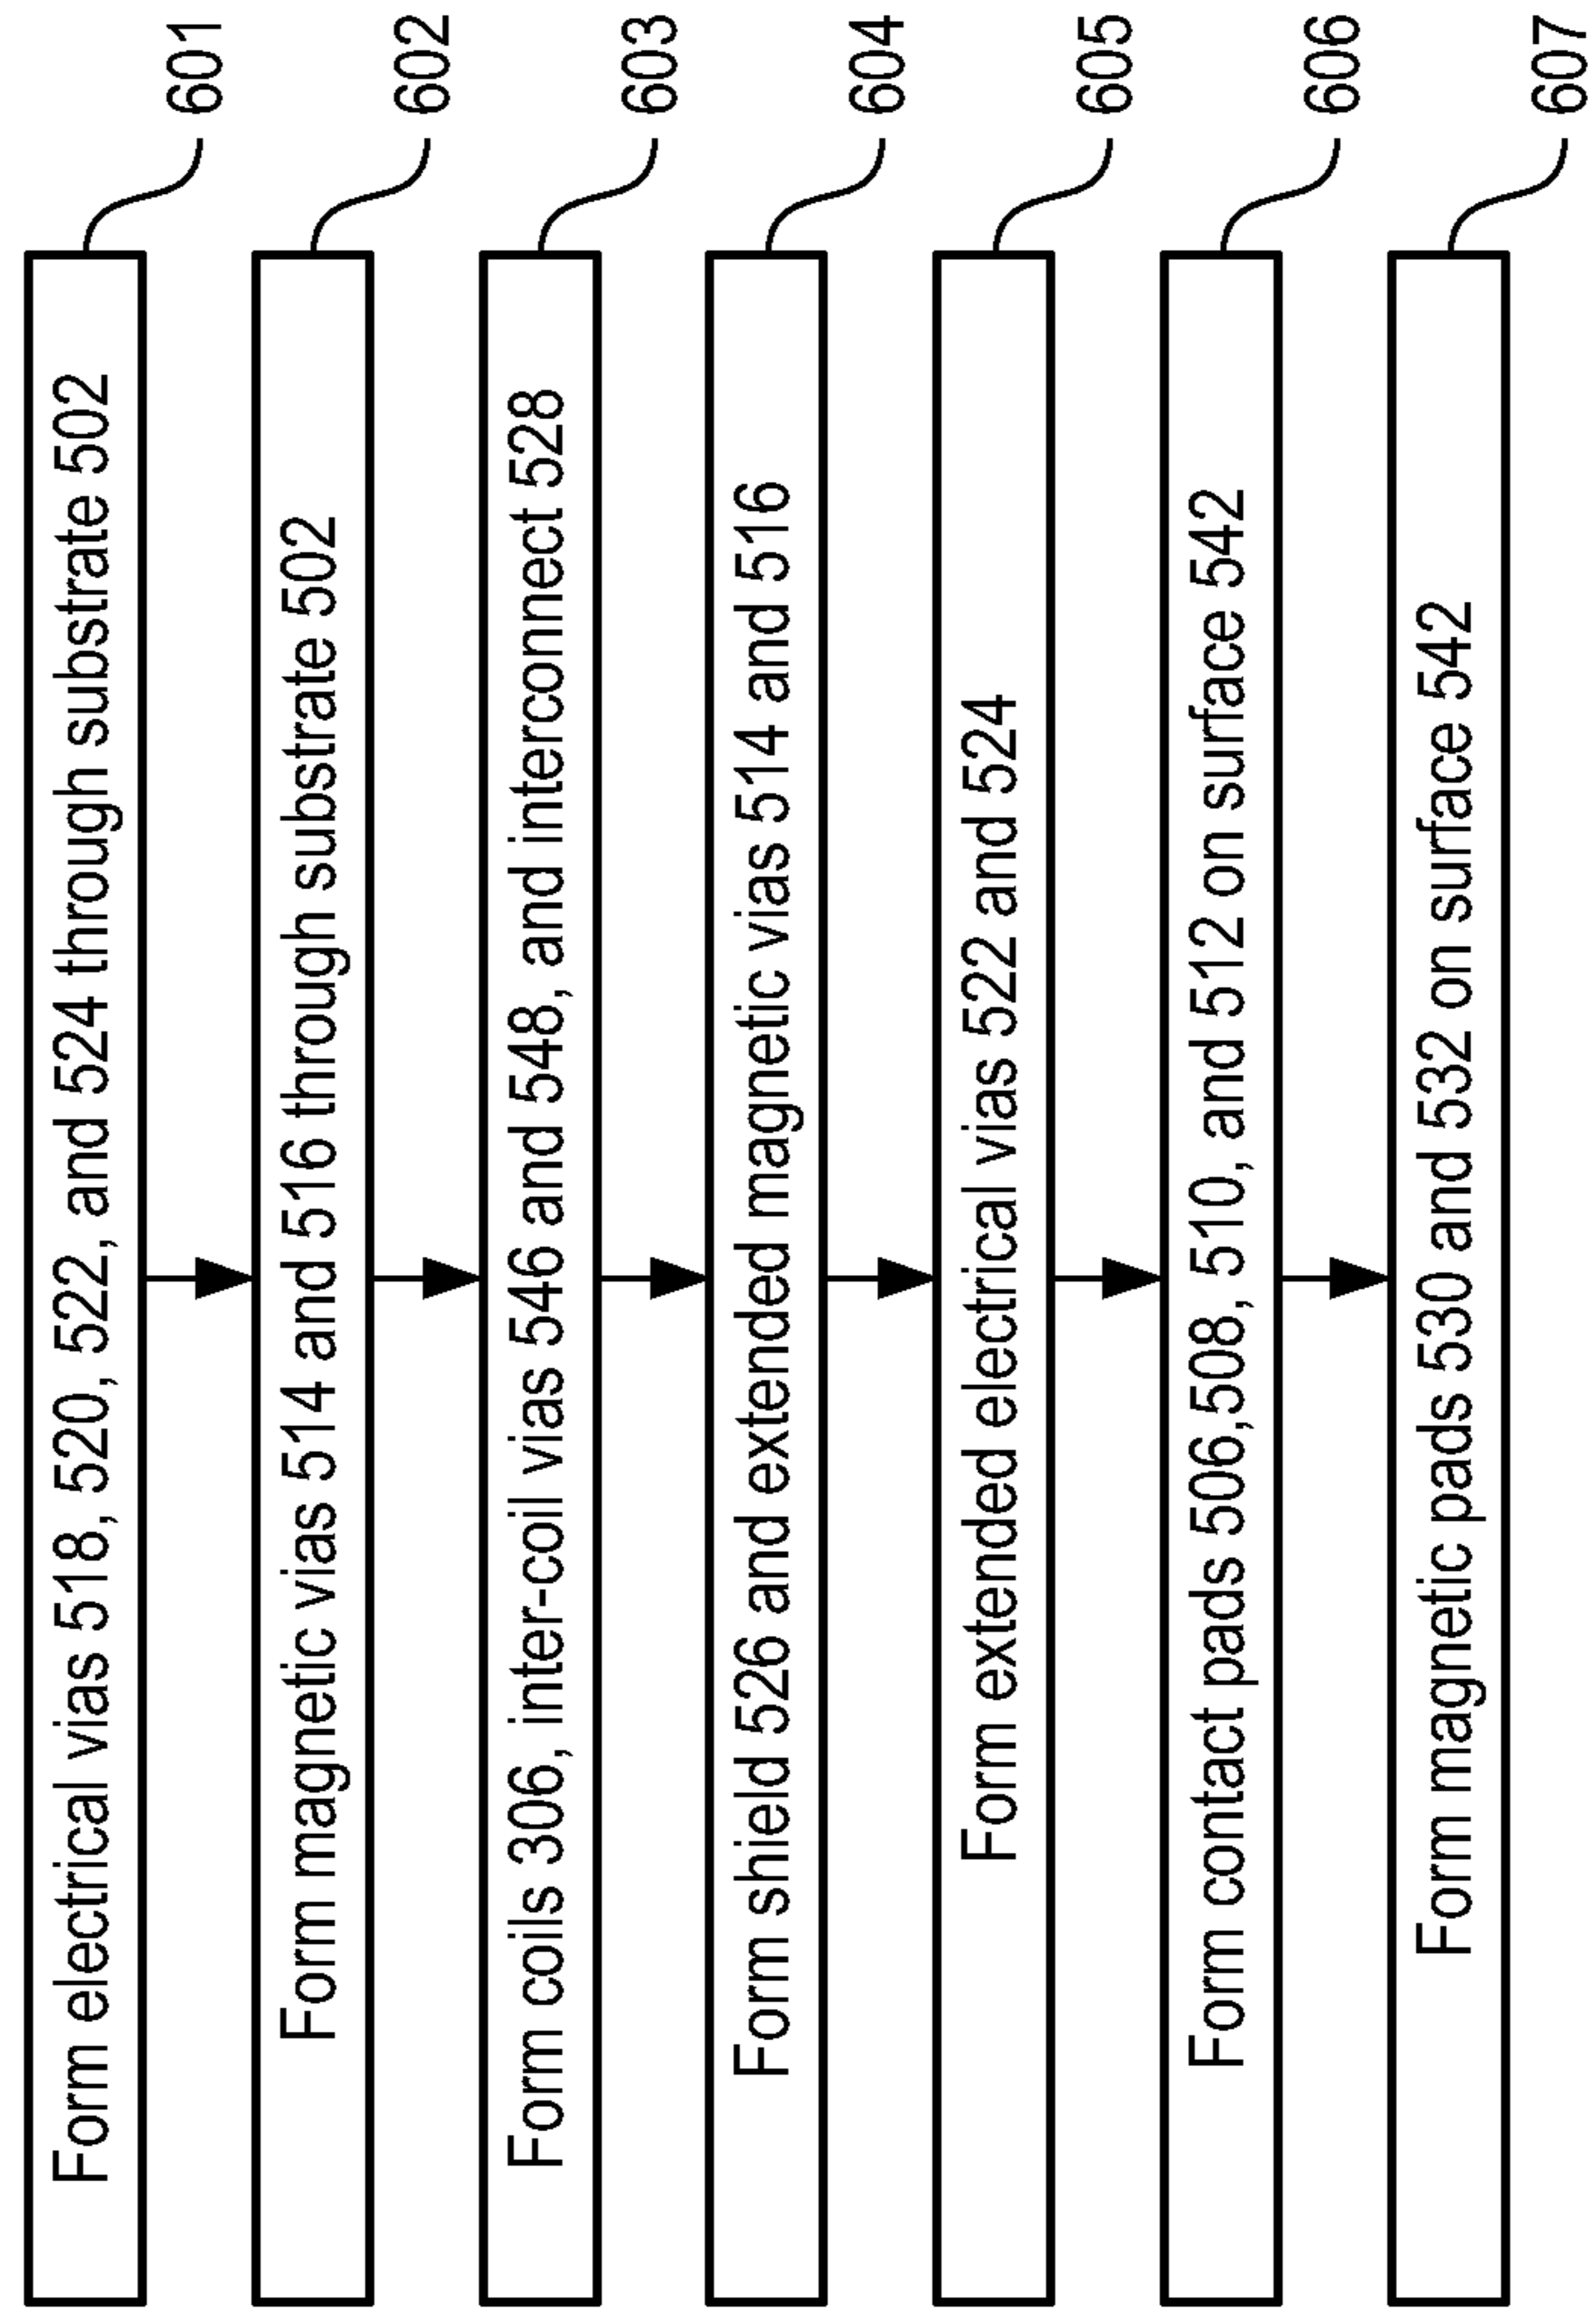 Form electrical vias 518, 520, 522, and 524 through substrate 502
601
Form magnetic vias 514 and 516 through substrate 502
602
Form coils 306, inter-coil vias 546 and 548, and interconnect 528
603
Form shield 526 and extended magnetic vias 514 and 516
604
Form extended electrical vias 522 and 524
605
Form contact pads 506,508, 510, and 512 on surface 542
606
Form magnetic pads 530 and 532 on surface 542
607